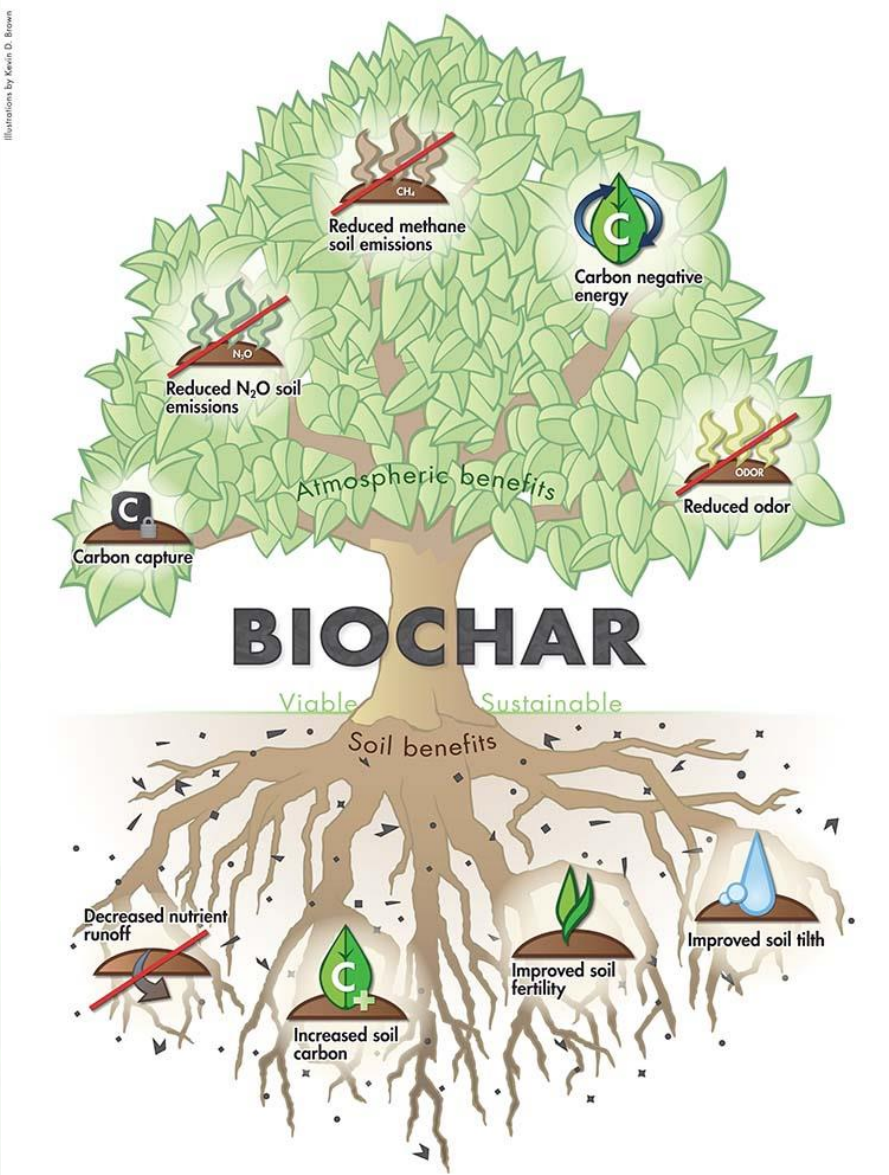 Illustrations by Kevin D. Brown
CH₄
Reduced methane
soil emissions
C
Carbon negative
energy
N₂O
Reduced N₂O soil
emissions
ODOR
Reduced odor
Atmospheric benefits
C
Carbon capture
BIOCHAR
Viable
Sustainable
Soil benefits
Decreased nutrient
runoff
C
Increased soil
carbon
Improved soil
fertility
Improved soil tilth